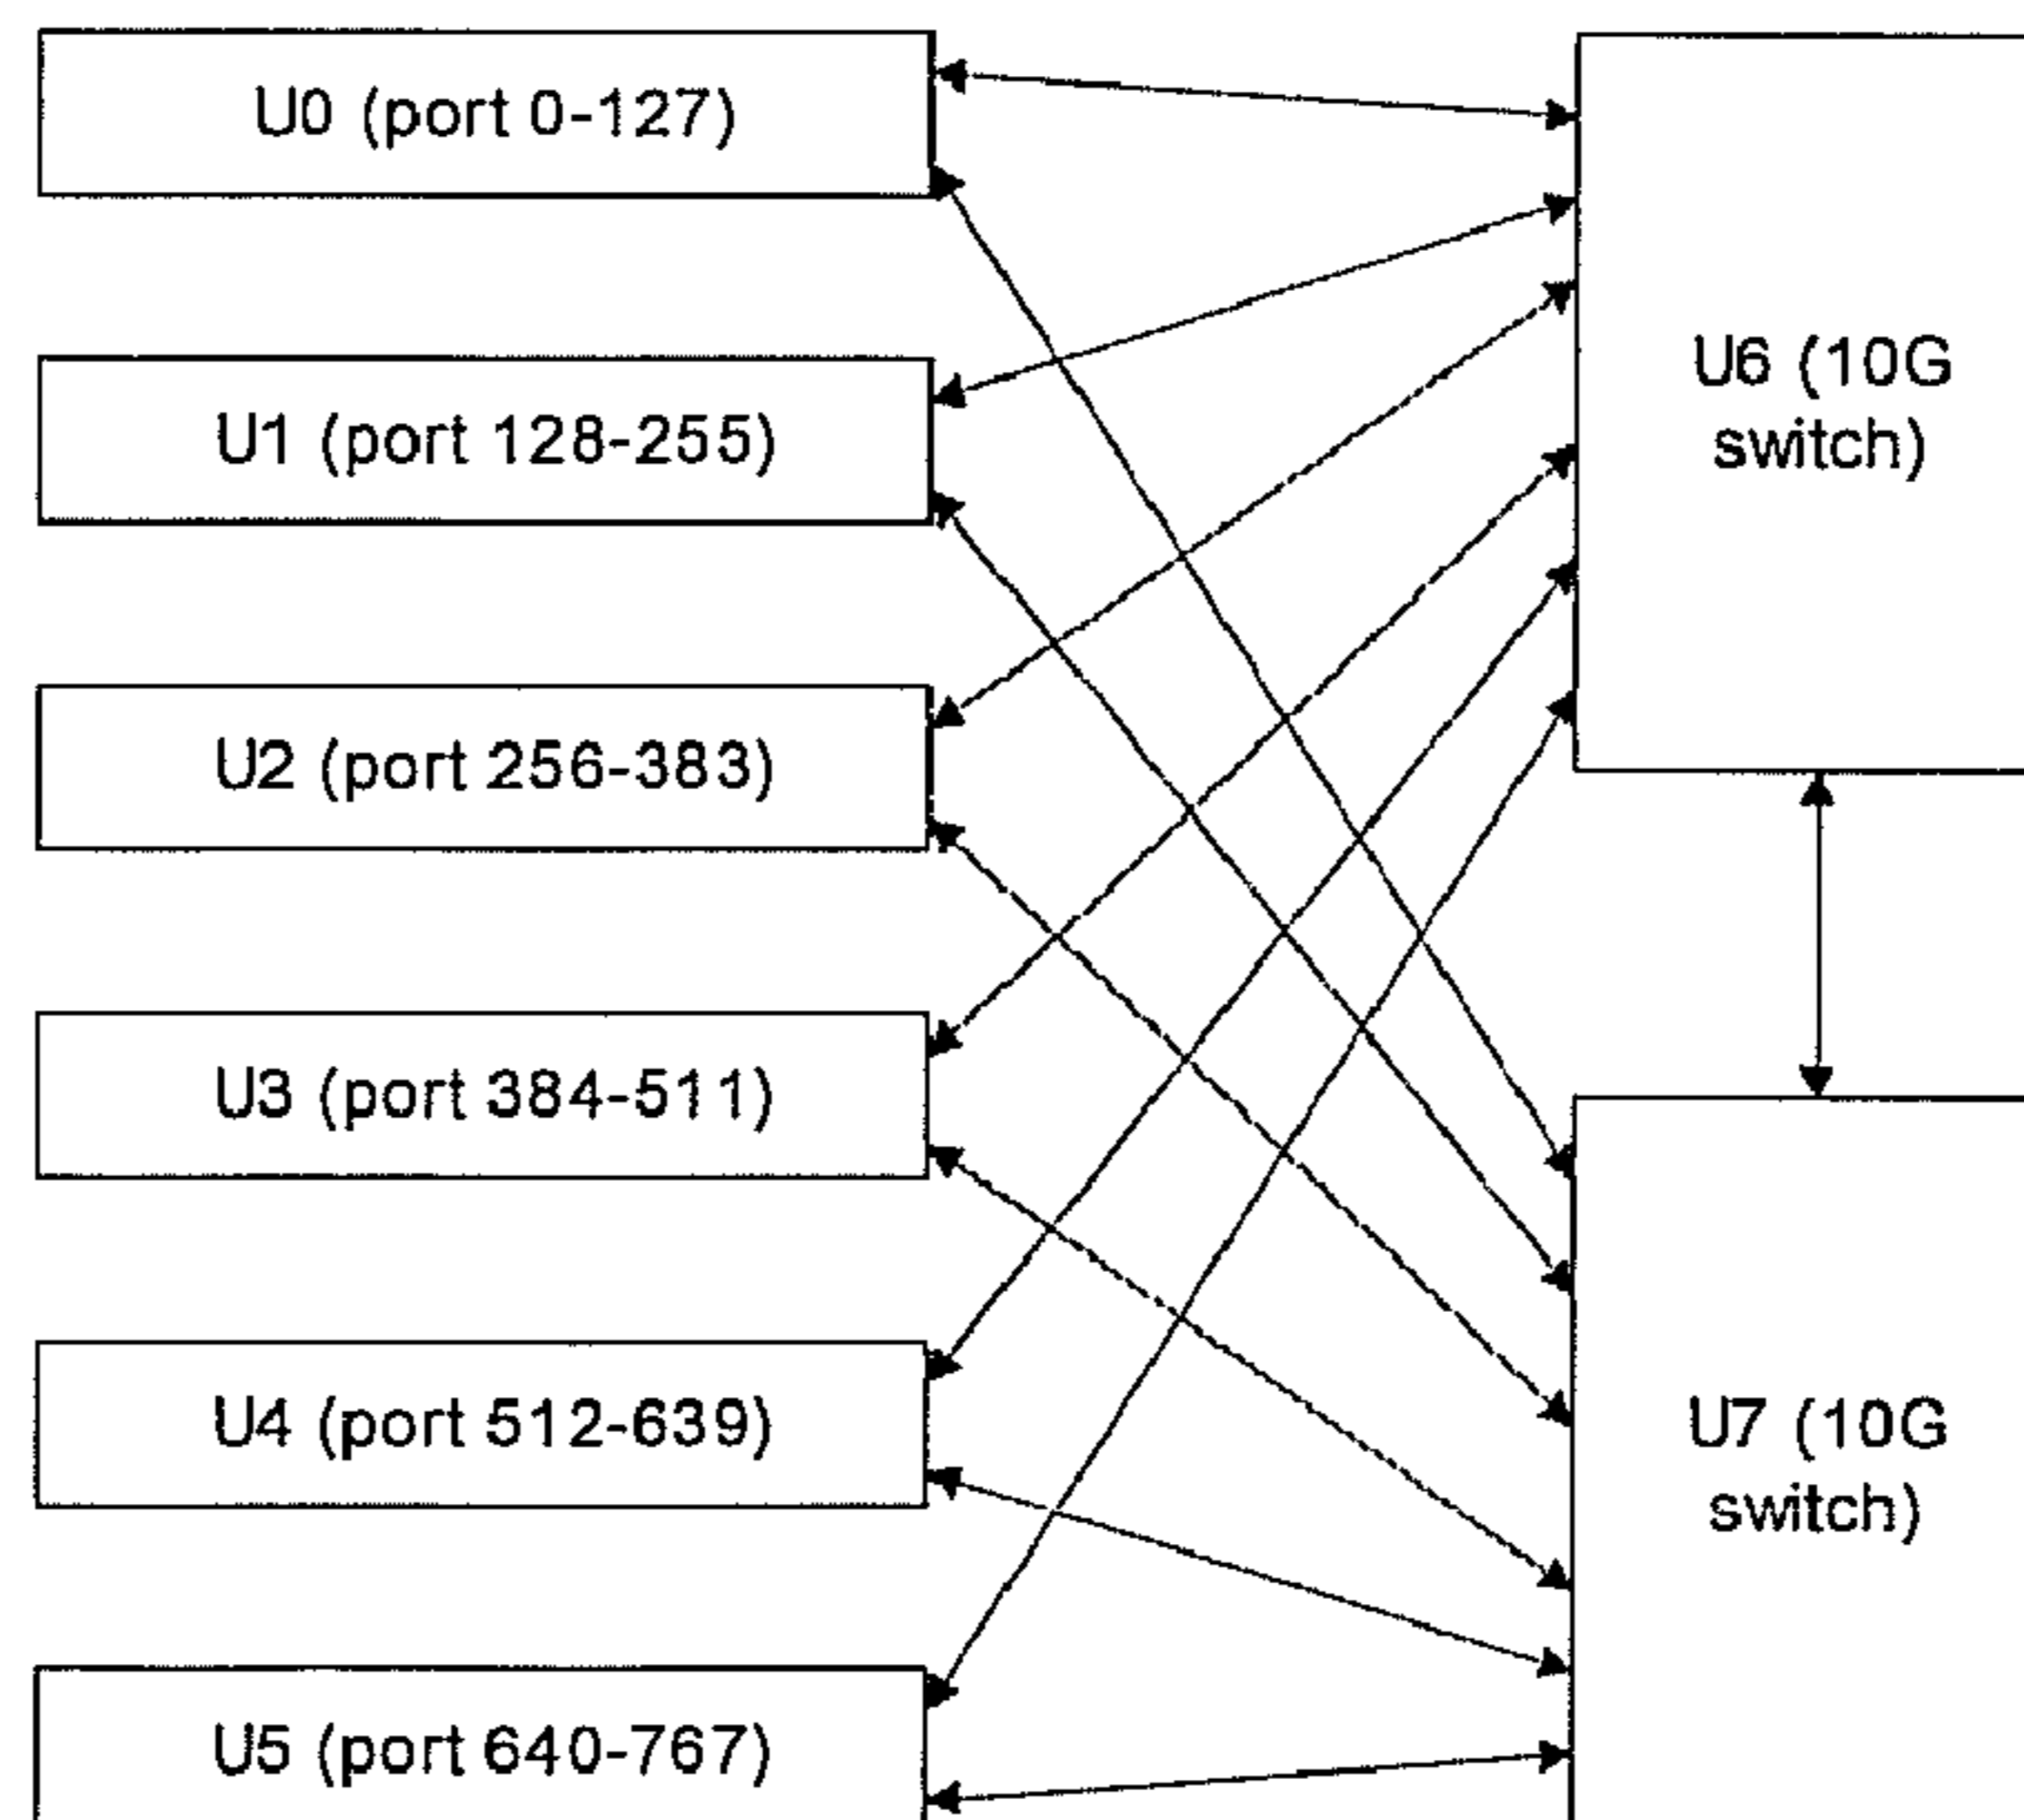 U0 (port 0-127)
U1 (port 128-255)
U2 (port 256-383)
U3 (port 384-511)
U4 (port 512-639)
U5 (port 640-767)
U6 (10G
switch)
U7 (10G
switch)